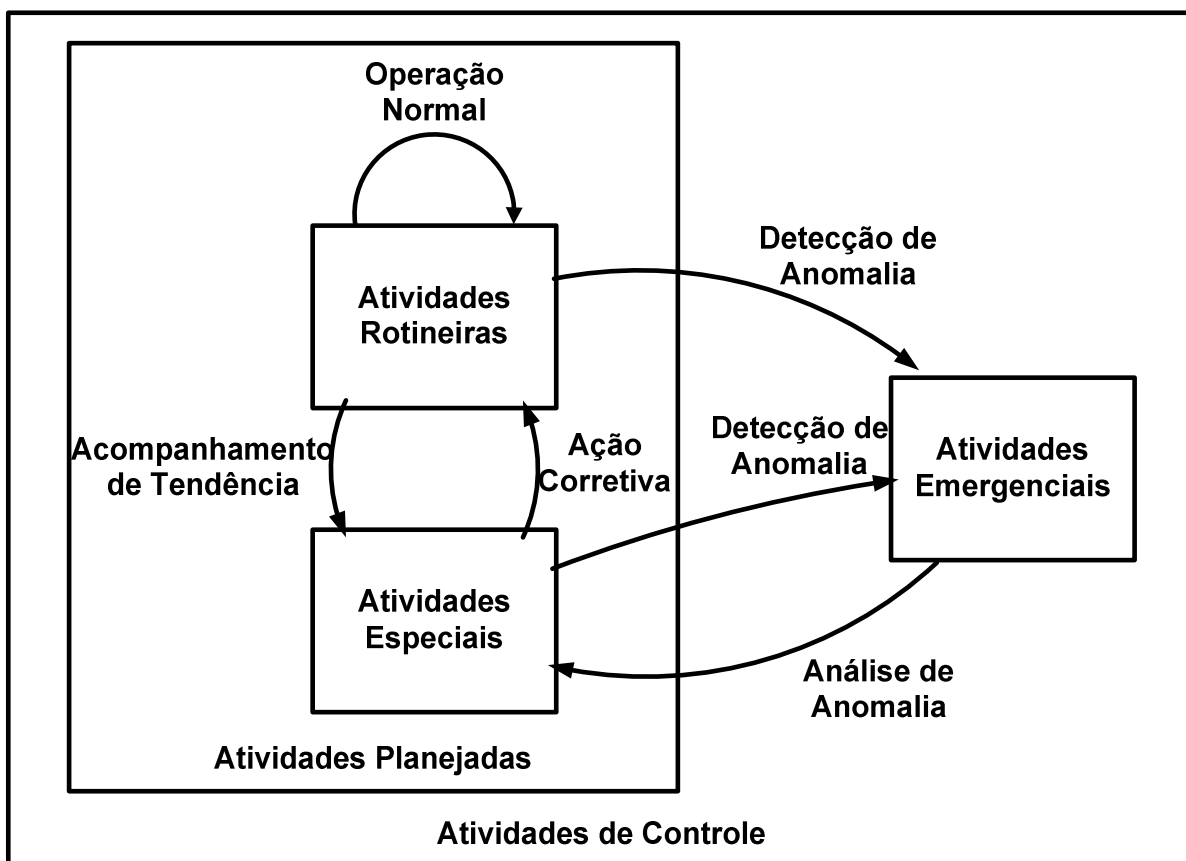 Operação
Normal
Atividades
Rotineiras
Detecção de
Anomalia
Acompanhamento
de Tendência
Ação
Corretiva
Detecção de
Anomalia
Atividades
Emergenciais
Atividades
Especiais
Análise de
Anomalia
Atividades Planejadas
Atividades de Controle